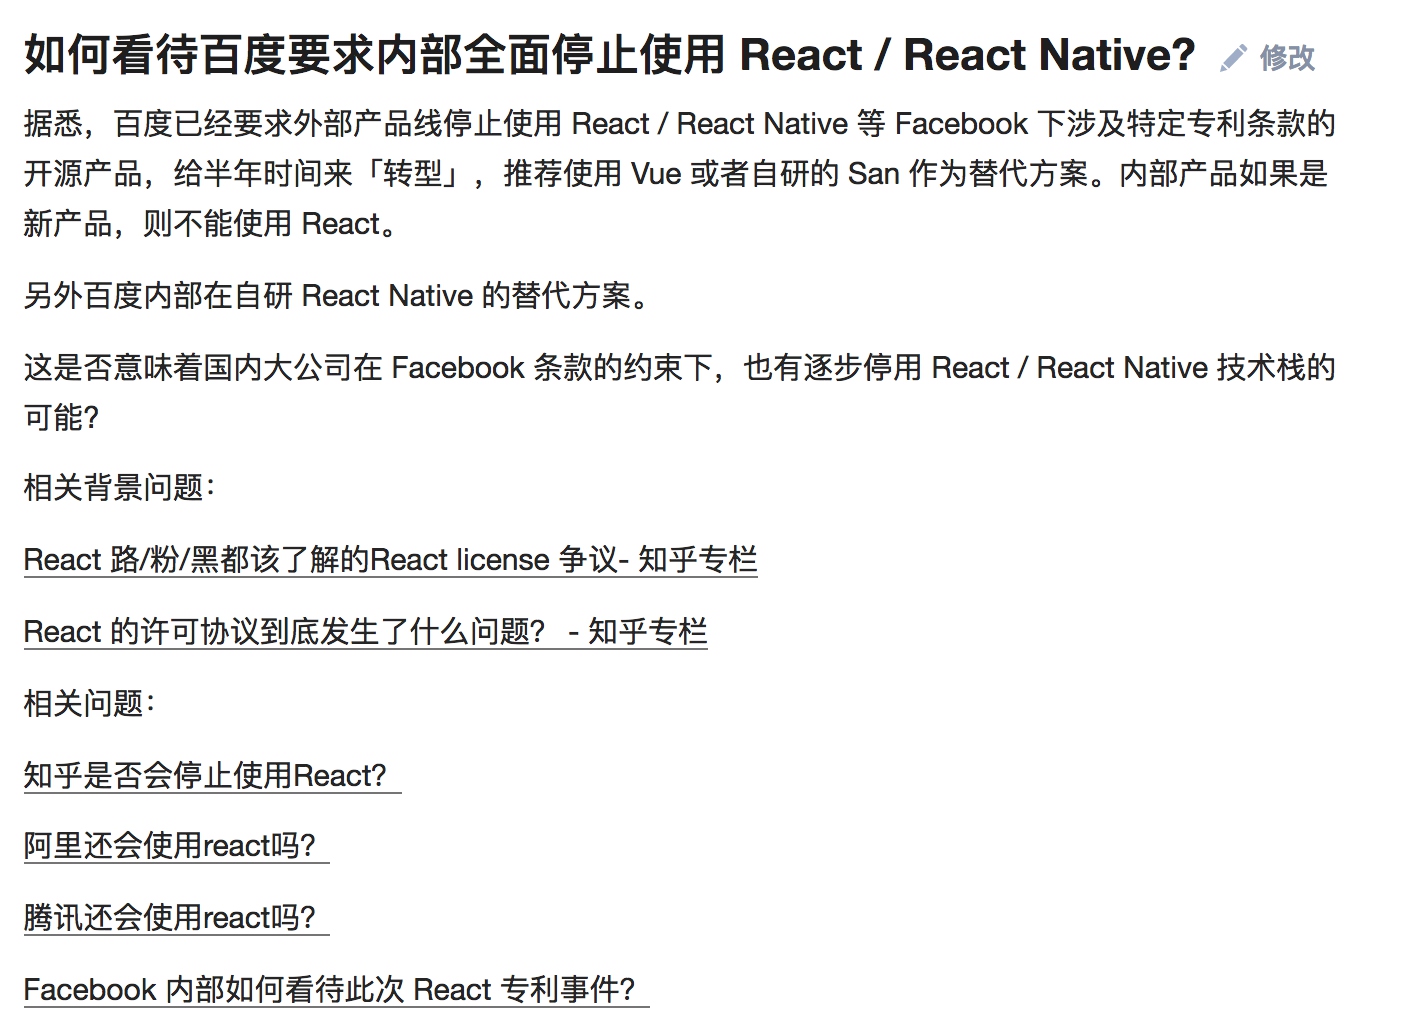 如何看待百度要求内部全面停止使用 React / React Native? 修改
据悉，百度已经要求外部产品线停止使用 React / React Native 等 Facebook 下涉及特定专利条款的
开源产品，给半年时间来「转型」，推荐使用 Vue 或者自研的 San 作为替代方案。内部产品如果是
新产品，则不能使用 React。
另外百度内部在自研 React Native 的替代方案。
这是否意味着国内大公司在 Facebook 条款的约束下，也有逐步停用 React / React Native 技术栈的
可能?
相关背景问题：
React 路/粉/黑都该了解的React license 争议- 知乎专栏
React 的许可协议到底发生了什么问题? - 知乎专栏
相关问题：
知乎是否会停止使用React?
阿里还会使用react吗?
腾讯还会使用react吗?
Facebook 内部如何看待此次 React 专利事件?